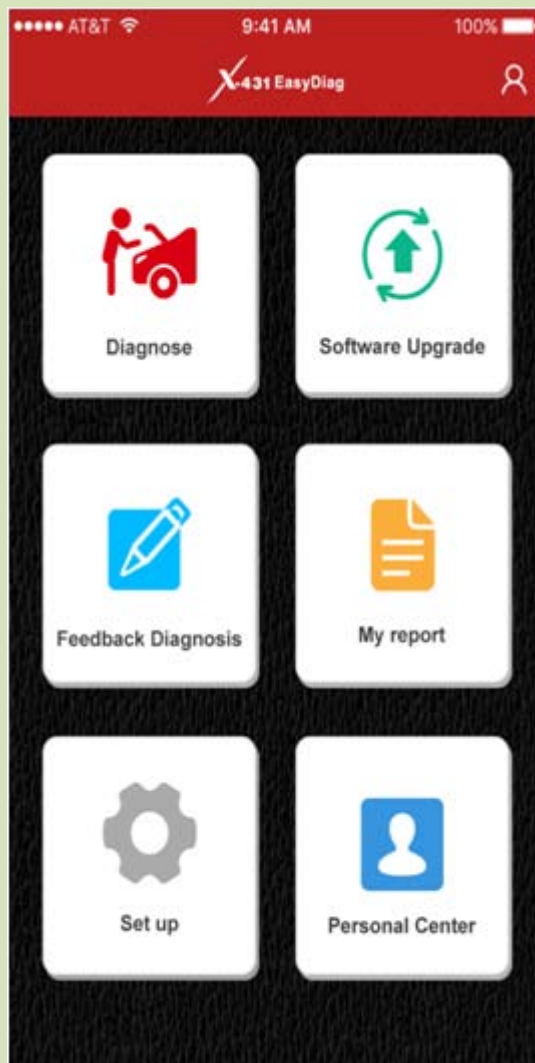 AT&T 9:41 AM 100%
X-431 EasyDiag
Diagnose Software Upgrade
Feedback Diagnosis My report
Set up Personal Center